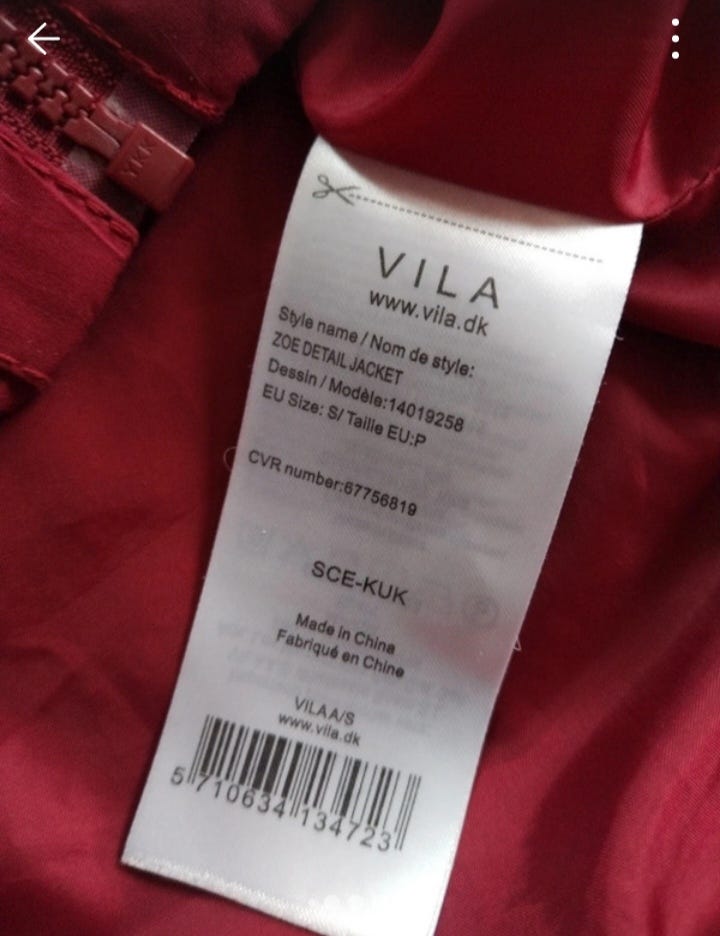 YKK
VILA
www.vila.dk
Style name / Nom de style:
ZOE DETAIL JACKET
Dessin / Modèle:14019258
EU Size: S/ Taille EU:P
CVR number:67756819
SCE-KUK
Made in China
Fabriqué en Chine
VILA A/S
www.vila.dk
5 710634 134723